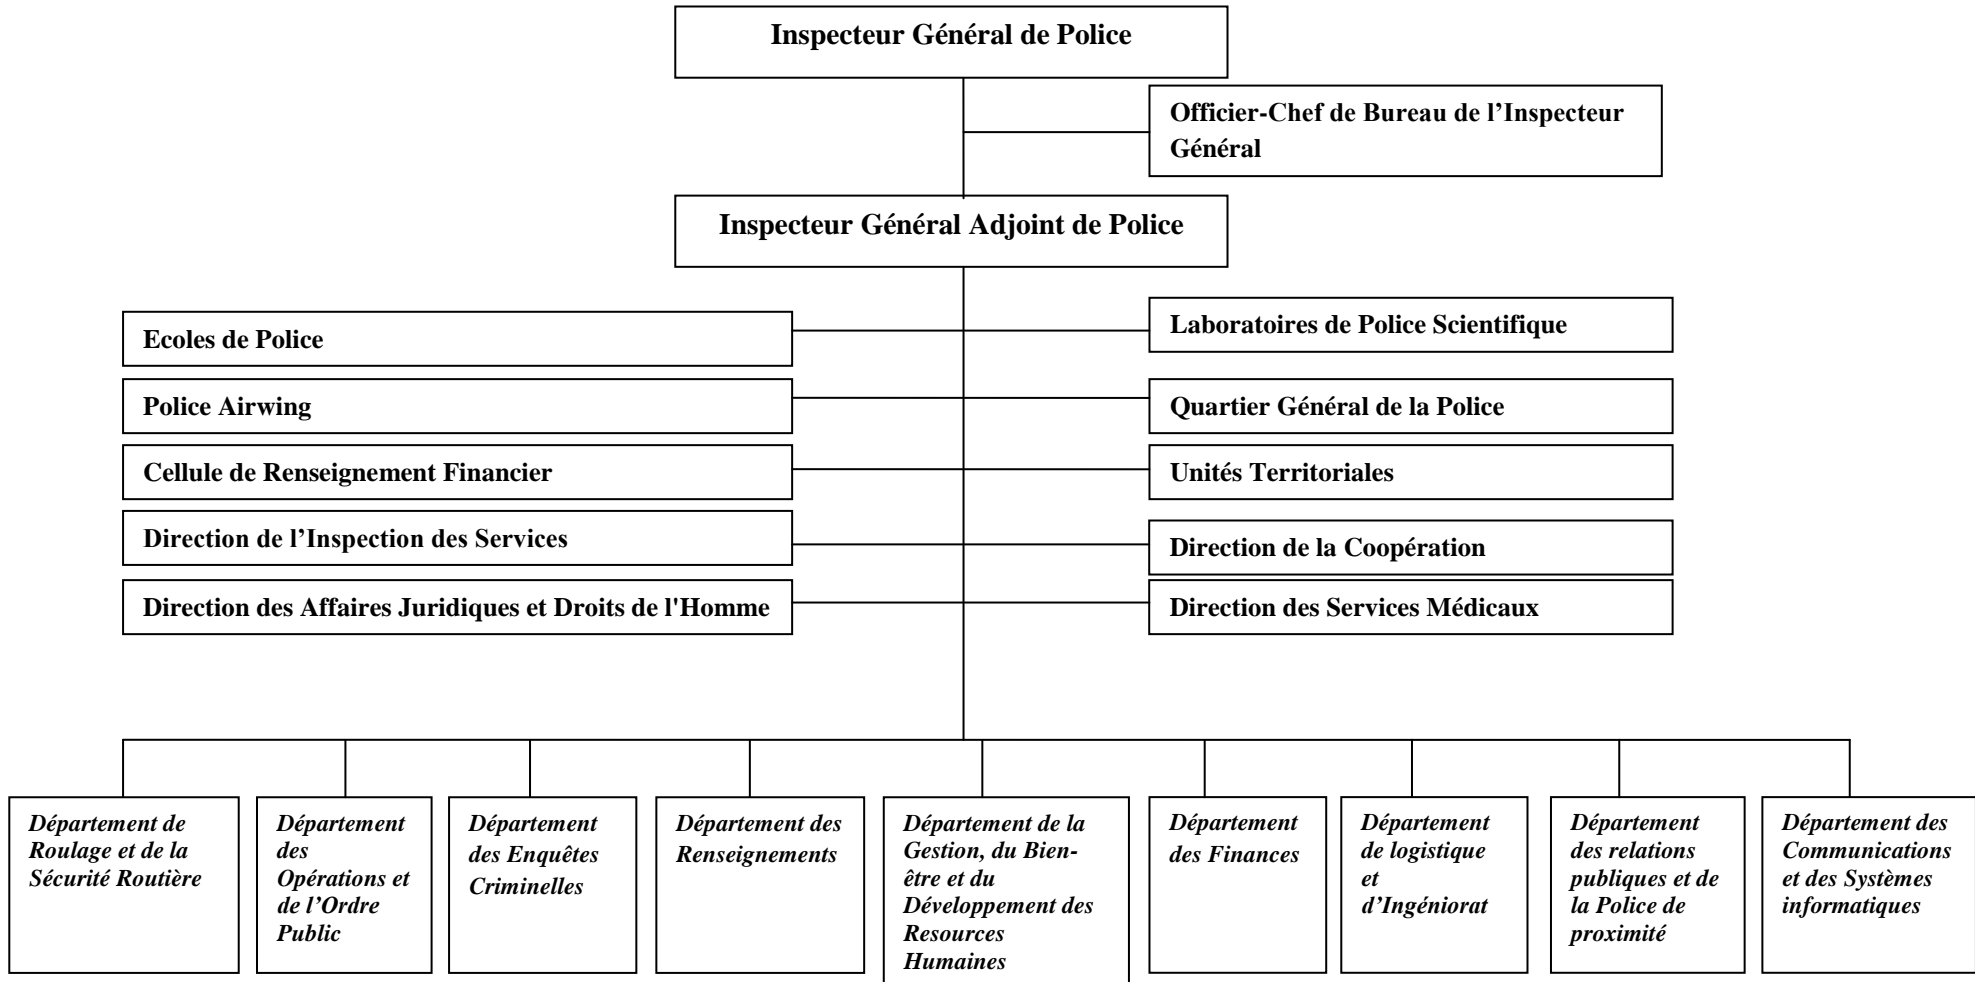 Inspecteur Général de Police
Officier-Chef de Bureau de l’Inspecteur
Général
Inspecteur Général Adjoint de Police
Ecoles de Police
Laboratoires de Police Scientifique
Police Airwing
Quartier Général de la Police
Cellule de Renseignement Financier
Unités Territoriales
Direction de l’Inspection des Services
Direction de la Coopération
Direction des Affaires Juridiques et Droits de l'Homme
Direction des Services Médicaux
Département de
Roulage et de la
Sécurité Routière
Département
des
Opérations et
de l’Ordre
Public
Département
des Enquêtes
Criminelles
Département des
Renseignements
Département de la
Gestion, du Bien-
être et du
Développement des
Resources
Humaines
Département
des Finances
Département
de logistique
et
d’Ingéniorat
Département
des relations
publiques et de
la Police de
proximité
Département des
Communications
et des Systèmes
informatiques